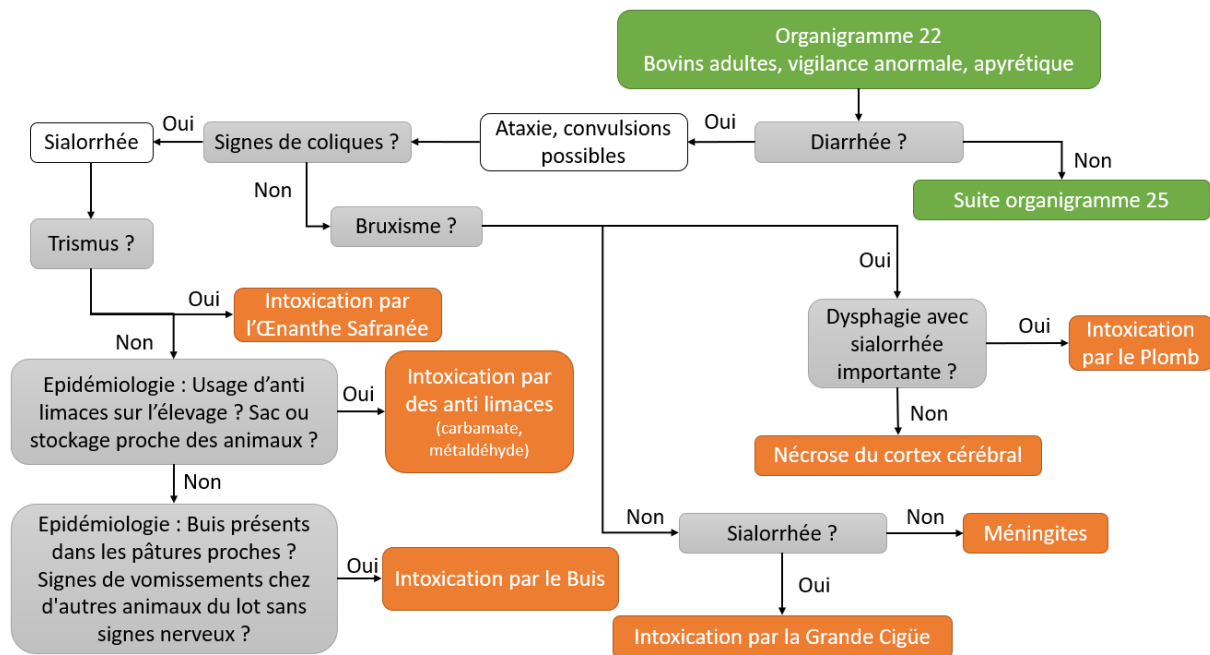 Organigramme 22
Bovins adultes, vigilance anormale, apyrétique
Diarrhée ?
Oui
Non
Suite organigramme 25
Ataxie, convulsions
possibles
Signes de coliques ?
Oui
Non
Sialorrhée
Trismus ?
Oui
Intoxication par
l'Œnanthe Safranée
Non
Epidémiologie : Usage d'anti
limaces sur l'élevage ? Sac ou
stockage proche des animaux ?
Oui
Intoxication par
des anti limaces
(carbamate,
métaldéhyde)
Non
Epidémiologie : Buis présents
dans les pâtures proches ?
Signes de vomissements chez
d'autres animaux du lot sans
signes nerveux ?
Oui
Intoxication par le Buis
Bruxisme ?
Oui
Dysphagie avec
sialorrhée
importante ?
Oui
Intoxication
par le Plomb
Non
Nécrose du cortex cérébral
Non
Sialorrhée ?
Non
Méningites
Oui
Intoxication par la Grande Cigüe